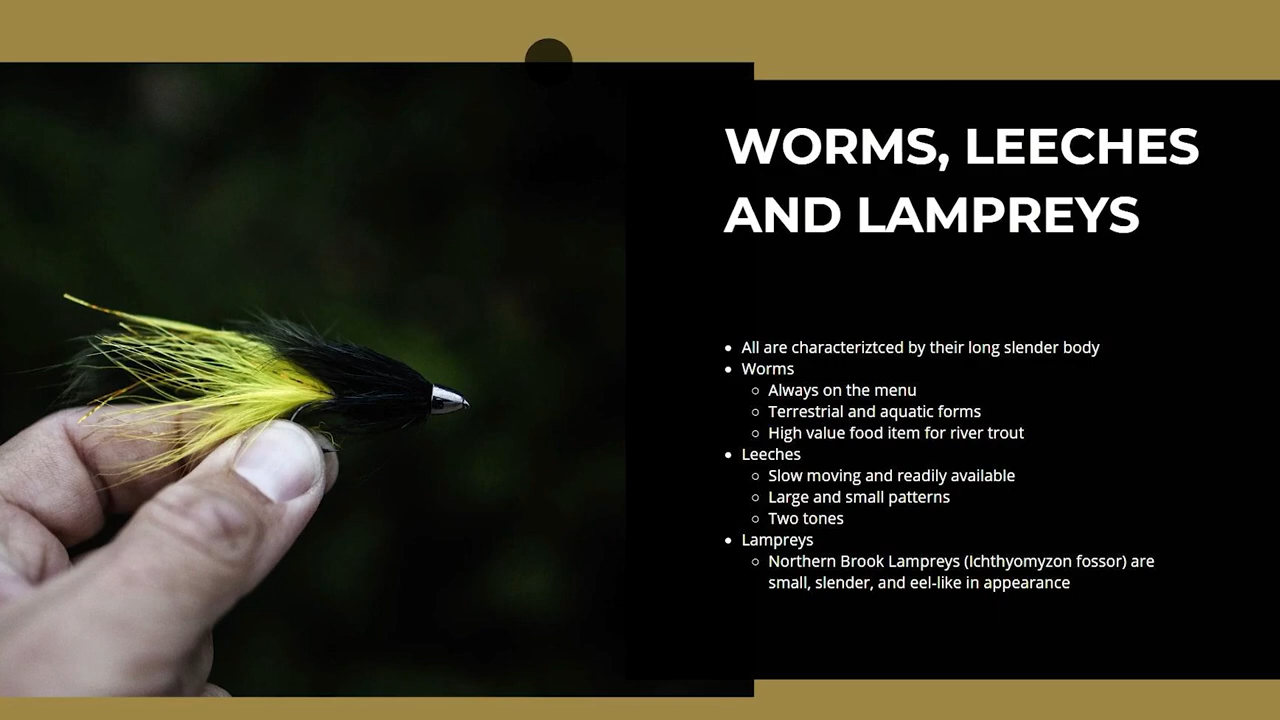 WORMS, LEECHES
AND LAMPREYS
All are characteriztced by their long slender body
Worms
Always on the menu
Terrestrial and aquatic forms
High value food item for river trout
Leeches
Slow moving and readily available
Large and small patterns
Two tones
Lampreys
Northern Brook Lampreys (Ichthyomyzon fossor) are
small, slender, and eel-like in appearance